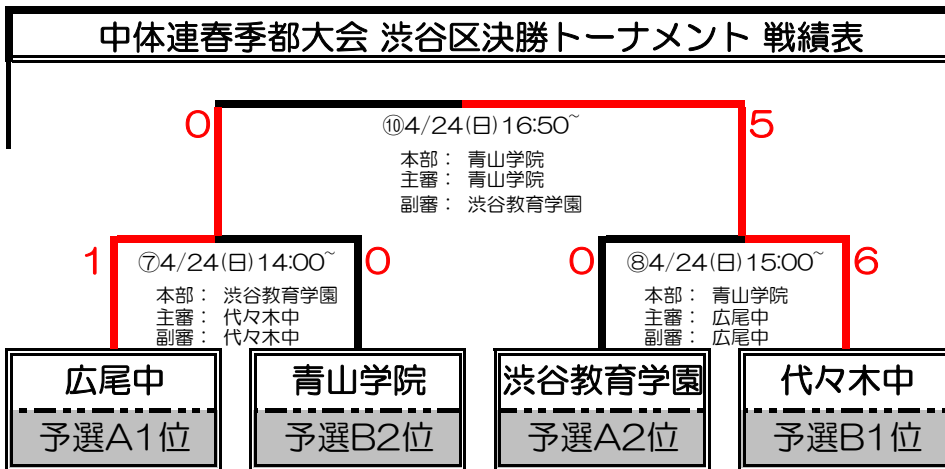 中体連春季都大会 渋谷区決勝トーナメント 戦績表
0
⑩4/24(日)16:50~
5
本部： 青山学院
主審： 青山学院
副審： 渋谷教育学園
1
⑦4/24(日)14:00~
0
本部： 渋谷教育学園
主審： 代々木中
副審： 代々木中
0
⑧4/24(日)15:00~
6
本部： 青山学院
主審： 広尾中
副審： 広尾中
広尾中
予選A1位
青山学院
予選B2位
渋谷教育学園
予選A2位
代々木中
予選B1位